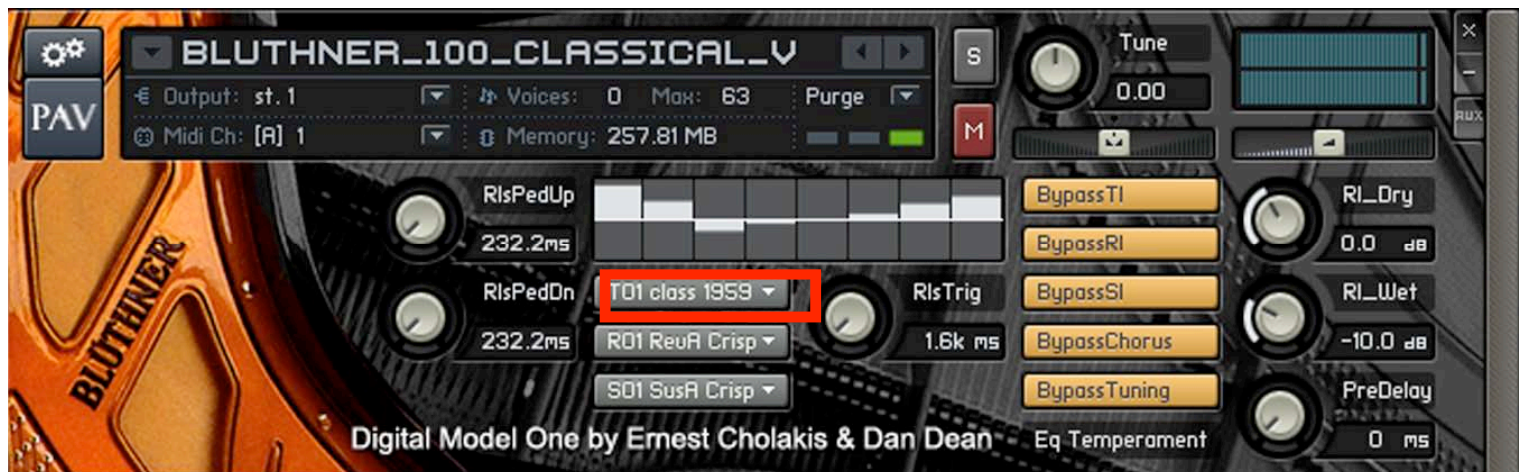 PAV
BLUTHNER_100_CLASSICAL_V
Output: st. 1
Voices: 0 Max: 63
Purge
Midi Ch: [A] 1
Memory: 257.81 MB
S
M
Tune
0.00
×
-
AUX
RlsPedUp
232.2ms
RlsPedDn
232.2ms
T01 class 1959
R01 RevA Crisp
S01 SusA Crisp
RlsTrig
1.6k ms
BypassTI
BypassRI
BypassSI
BypassChorus
BypassTuning
Eq Temperament
RI_Dry
0.0 dB
RI_Wet
-10.0 dB
PreDelay
0 ms
BLUTHNER
Digital Model One by Ernest Cholakis & Dan Dean